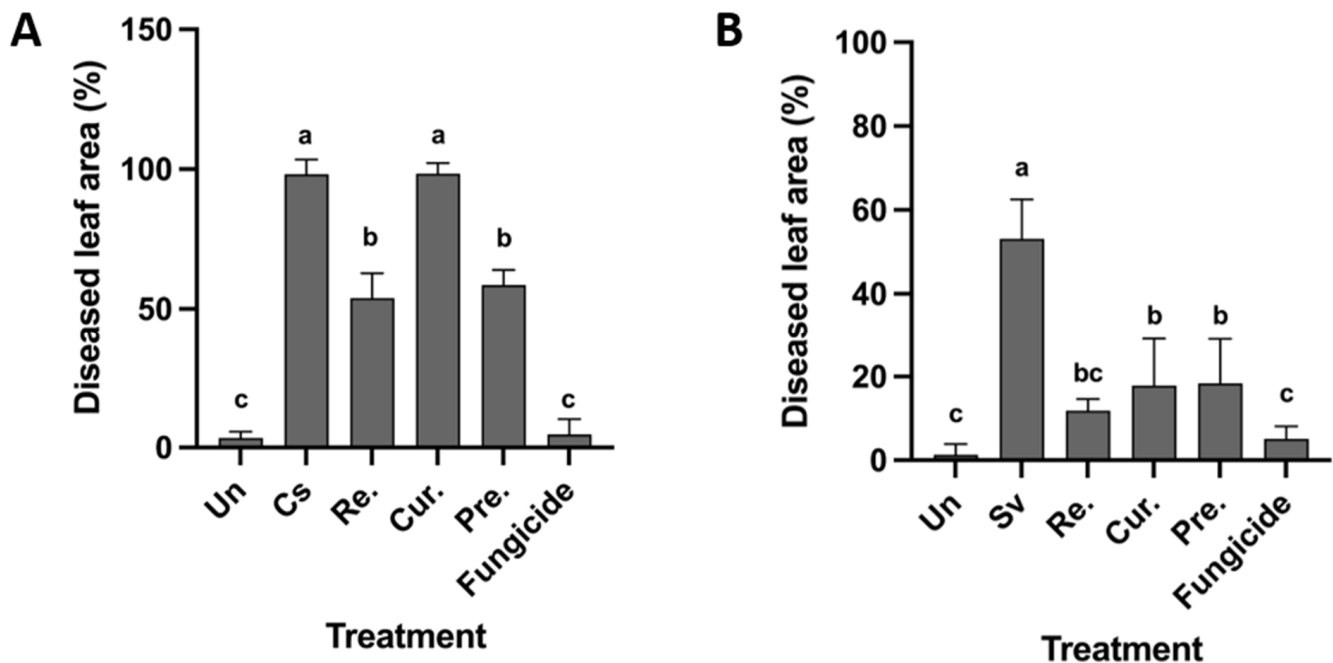 A
Diseased leaf area (%)
150
100
50
0
c
a
b
a
b
c
Un
Cs
Re.
Cur.
Pre.
Fungicide
Treatment
B
Diseased leaf area (%)
100
80
60
40
20
0
c
a
bc
b
b
c
Un
Sv
Re.
Cur.
Pre.
Fungicide
Treatment